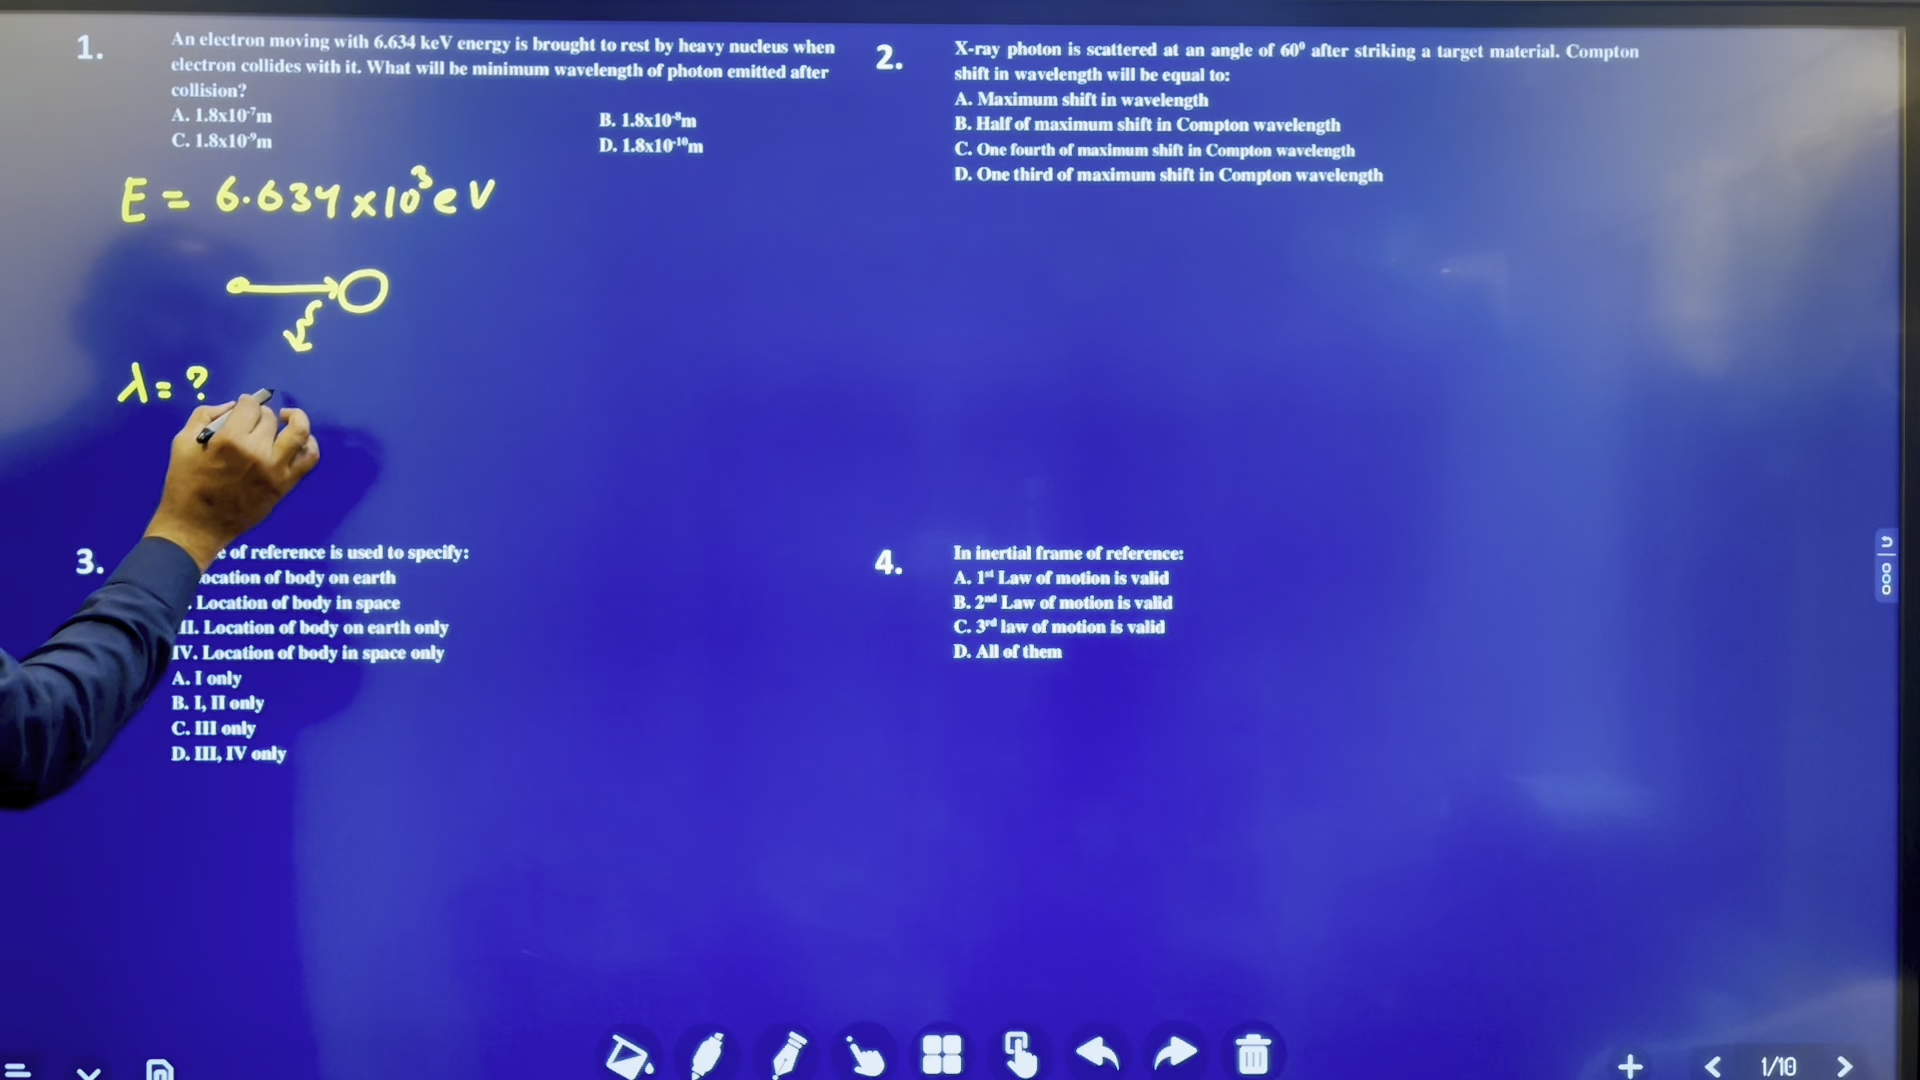 1.
An electron moving with 6.634 keV energy is brought to rest by heavy nucleus when
electron collides with it. What will be minimum wavelength of photon emitted after
collision?
A. 1.8x10⁻⁷m
B. 1.8x10⁻⁸m
C. 1.8x10⁻⁹m
D. 1.8x10⁻¹⁰m
E = 6.634 x10³ eV
λ = ?
2.
X-ray photon is scattered at an angle of 60⁰ after striking a target material. Compton
shift in wavelength will be equal to:
A. Maximum shift in wavelength
B. Half of maximum shift in Compton wavelength
C. One fourth of maximum shift in Compton wavelength
D. One third of maximum shift in Compton wavelength
3.
of reference is used to specify:
of body on earth
Location of body in space
III. Location of body on earth only
IV. Location of body in space only
A. I only
B. I, II only
C. III only
D. III, IV only
4.
In inertial frame of reference:
A. 1ˢᵗ Law of motion is valid
B. 2ⁿᵈ Law of motion is valid
C. 3ʳᵈ law of motion is valid
D. All of them
1/10